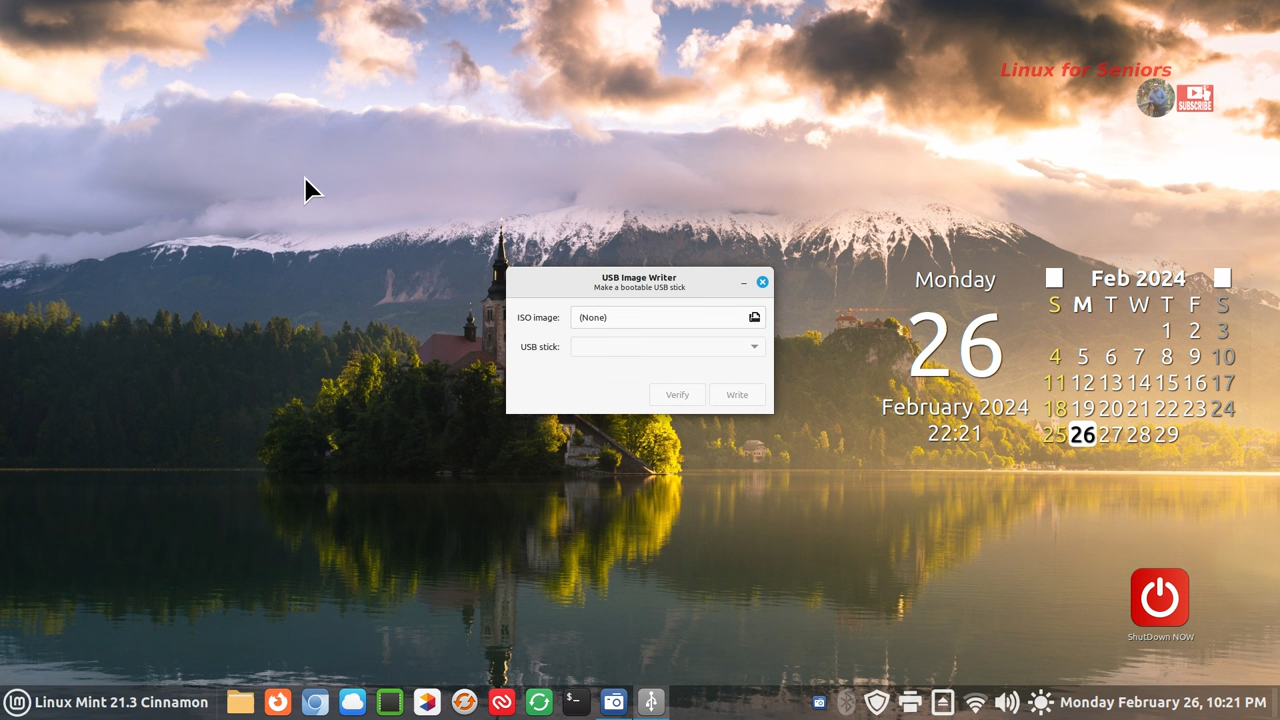 Linux for Seniors
SUBSCRIBE
USB Image Writer
Make a bootable USB stick
ISO image: (None)
USB stick:
Verify Write
Monday
26
February 2024
22:21
Feb 2024
S M T W T F S
1 2 3
4 5 6 7 8 9 10
11 12 13 14 15 16 17
18 19 20 21 22 23 24
25 26 27 28 29
ShutDown NOW
Linux Mint 21.3 Cinnamon
Monday February 26, 10:21 PM